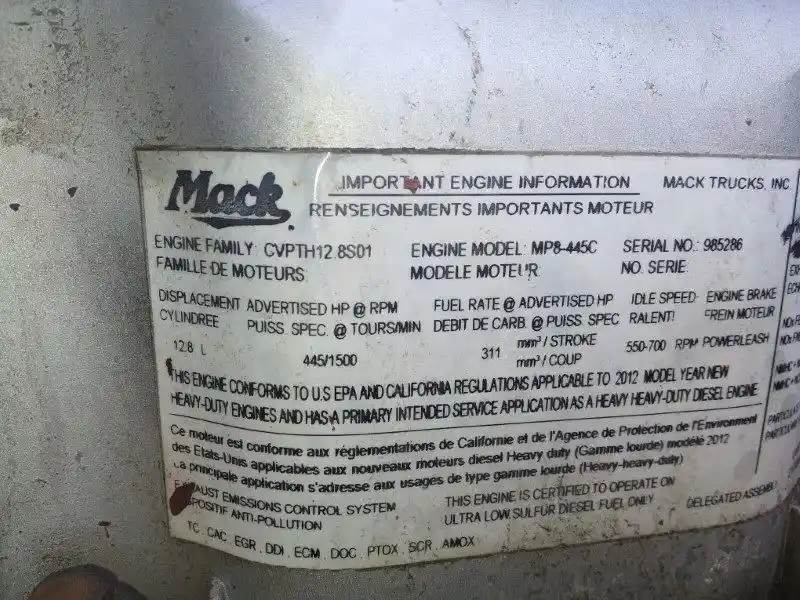 Mack
IMPORTANT ENGINE INFORMATION MACK TRUCKS, INC.
RENSEIGNEMENTS IMPORTANTS MOTEUR
ENGINE FAMILY: CVPTH12.8S01 ENGINE MODEL: MP8-445C SERIAL NO.: 985286
FAMILLE DE MOTEURS: MODELE MOTEUR: NO. SERIE:
DISPLACEMENT ADVERTISED HP @ RPM FUEL RATE @ ADVERTISED HP IDLE SPEED ENGINE BRAKE
CYLINDREE PUISS. SPEC. @ TOURS/MIN DEBIT DE CARB. @ PUISS. SPEC RALENTI FREIN MOTEUR
12.8 L 445/1500 311 mm³ / STROKE 550-700 RPM POWERLEASH
mm³ / COUP
THIS ENGINE CONFORMS TO U.S EPA AND CALIFORNIA REGULATIONS APPLICABLE TO 2012 MODEL YEAR NEW
HEAVY-DUTY ENGINES AND HAS A PRIMARY INTENDED SERVICE APPLICATION AS A HEAVY HEAVY-DUTY DIESEL ENGINE
Ce moteur est conforme aux réglementations de Californie et de l'Agence de Protection de l'Environment
des Etats-Unis applicables aux nouveaux moteurs diesel Heavy duty (Gamme lourde) modélé 2012
La principale application s'adresse aux usages de type gamme lourde (Heavy-heavy-duty)
EXHAUST EMISSIONS CONTROL SYSTEM THIS ENGINE IS CERTIFIED TO OPERATE ON DELEGATED ASSEMBLY
DISPOSITIF ANTI-POLLUTION ULTRA LOW SULFUR DIESEL FUEL ONLY
TC , CAC, EGR , DDI , ECM , DOC , PTOX , SCR , AMOX